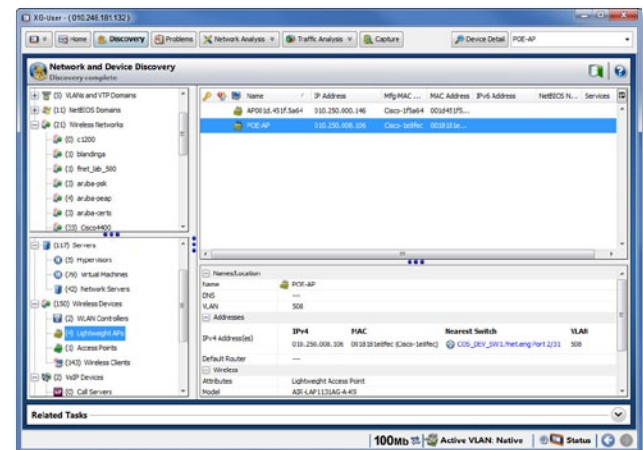 XG-User - ( 010.248.181.132 )
Home Discovery Problems Network Analysis Traffic Analysis Capture Device Detail POE-AP
Network and Device Discovery
Discovery complete
(5) VLANs and VTP Domains
(11) NetBIOS Domains
(21) Wireless Networks
(0) c1200
(1) blandinga
(1) fnet_lab_500
(1) aruba-psk
(4) aruba-peap
(3) aruba-certs
(33) Cisco4400
Name IP Address Mfg MAC ... MAC Address IPv6 Address NetBIOS N... Services
AP081d.451f.5a64 010.250.000.146 Cisco-1f5a64 001d451f5...
POE-AP 010.250.008.106 Cisco-1e8fec 0018181e...
(117) Servers
(5) Hypervisors
(76) Virtual Machines
(42) Network Servers
(150) Wireless Devices
(2) WLAN Controllers
(4) Lightweight APs
(1) Access Points
(143) Wireless Clients
(2) VoIP Devices
(0) Call Servers
Names/Location
Name POE-AP
DNS ---
VLAN 508
Addresses
IPv4 MAC Nearest Switch VLAN
IPv4 Address(es) 010.250.008.106 0018181e8fec (Cisco-1e8fec) COS_DEV_SW1.fnet.eng Port 2/31 508
Default Router ---
Wireless
Attributes Lightweight Access Point
Model AIR-LAP1131AG-A-K9
Related Tasks
100Mb Active VLAN: Native Status